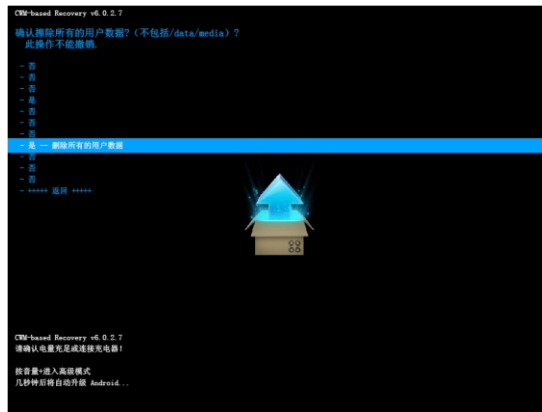 CWM-based Recovery v6.0.2.7
确认擦除所有的用户数据?(不包括/data/media)?
此操作不能撤销.
- 否
- 否
- 否
- 是
- 否
- 否
- 否
- 是 -- 删除所有的用户数据
- 否
- 否
- 否
- +++++ 返回 +++++
CWM-based Recovery v6.0.2.7
请确认电量充足或连接充电器!
按音量+进入高级模式
几秒钟后将自动升级 Android...